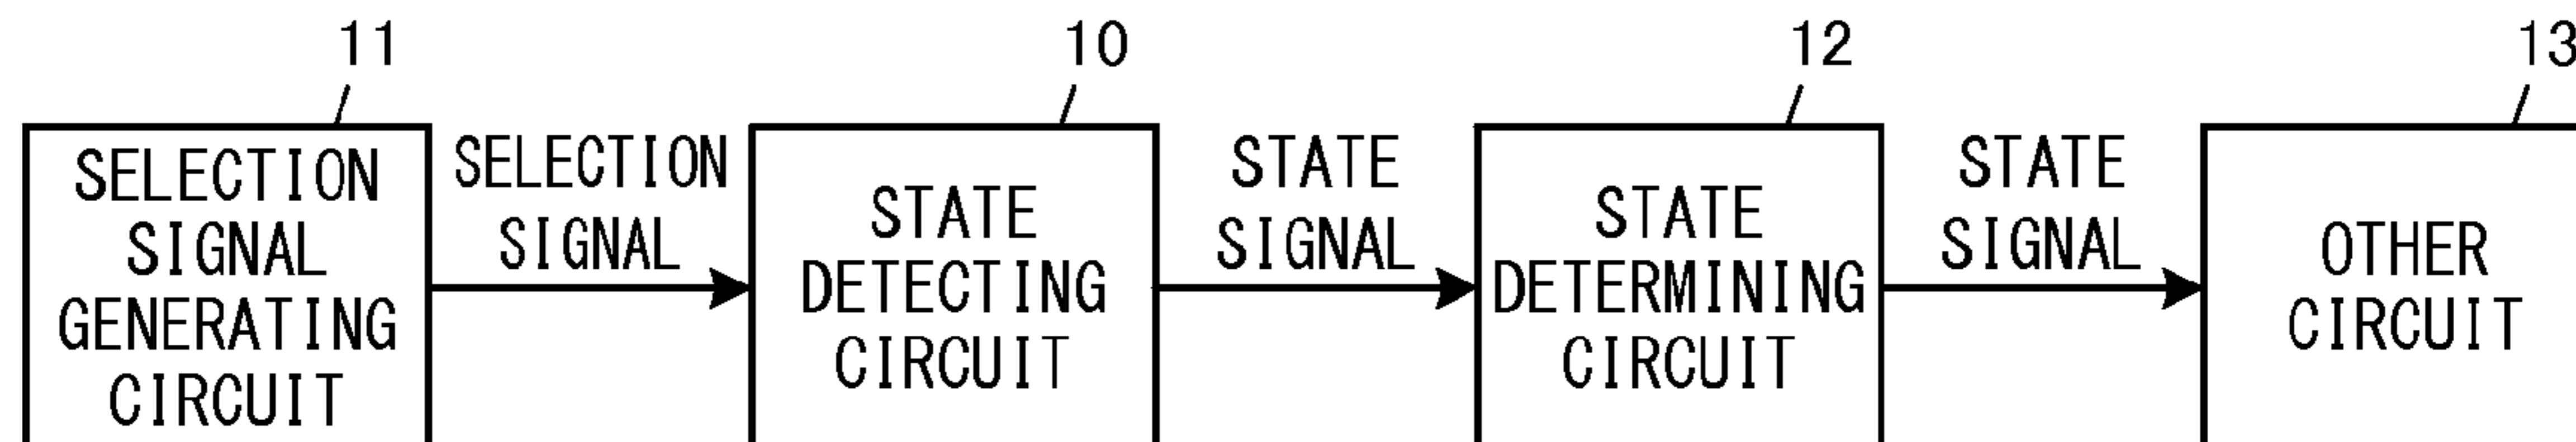 11
10
12
13
SELECTION
SIGNAL
GENERATING
CIRCUIT
SELECTION
SIGNAL
STATE
DETECTING
CIRCUIT
STATE
SIGNAL
STATE
DETERMINING
CIRCUIT
STATE
SIGNAL
OTHER
CIRCUIT